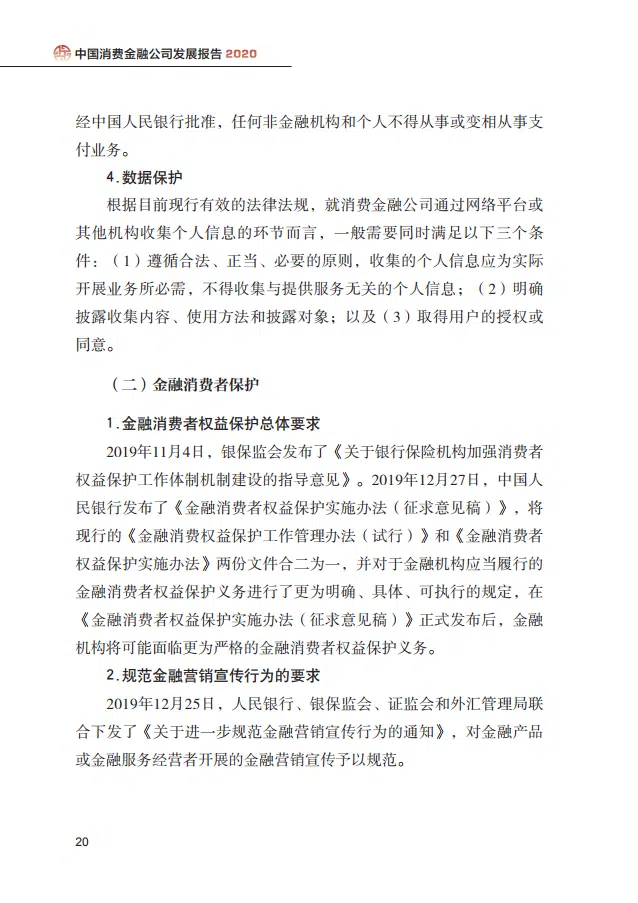 中国消费金融公司发展报告 2020
经中国人民银行批准，任何非金融机构和个人不得从事或变相从事支
付业务。
4.数据保护
根据目前现行有效的法律法规，就消费金融公司通过网络平台或
其他机构收集个人信息的环节而言，一般需要同时满足以下三个条
件：（1）遵循合法、正当、必要的原则，收集的个人信息应为实际
开展业务所必需，不得收集与提供服务无关的个人信息；（2）明确
披露收集内容、使用方法和披露对象；以及（3）取得用户的授权或
同意。
（二）金融消费者保护
1.金融消费者权益保护总体要求
2019年11月4日，银保监会发布了《关于银行保险机构加强消费者
权益保护工作体制机制建设的指导意见》。2019年12月27日，中国人
民银行发布了《金融消费者权益保护实施办法（征求意见稿）》，将
现行的《金融消费权益保护工作管理办法（试行）》和《金融消费者
权益保护实施办法》两份文件合二为一，并对于金融机构应当履行的
金融消费者权益保护义务进行了更为明确、具体、可执行的规定，在
《金融消费者权益保护实施办法（征求意见稿）》正式发布后，金融
机构将可能面临更为严格的金融消费者权益保护义务。
2.规范金融营销宣传行为的要求
2019年12月25日，人民银行、银保监会、证监会和外汇管理局联
合下发了《关于进一步规范金融营销宣传行为的通知》，对金融产品
或金融服务经营者开展的金融营销宣传予以规范。
20